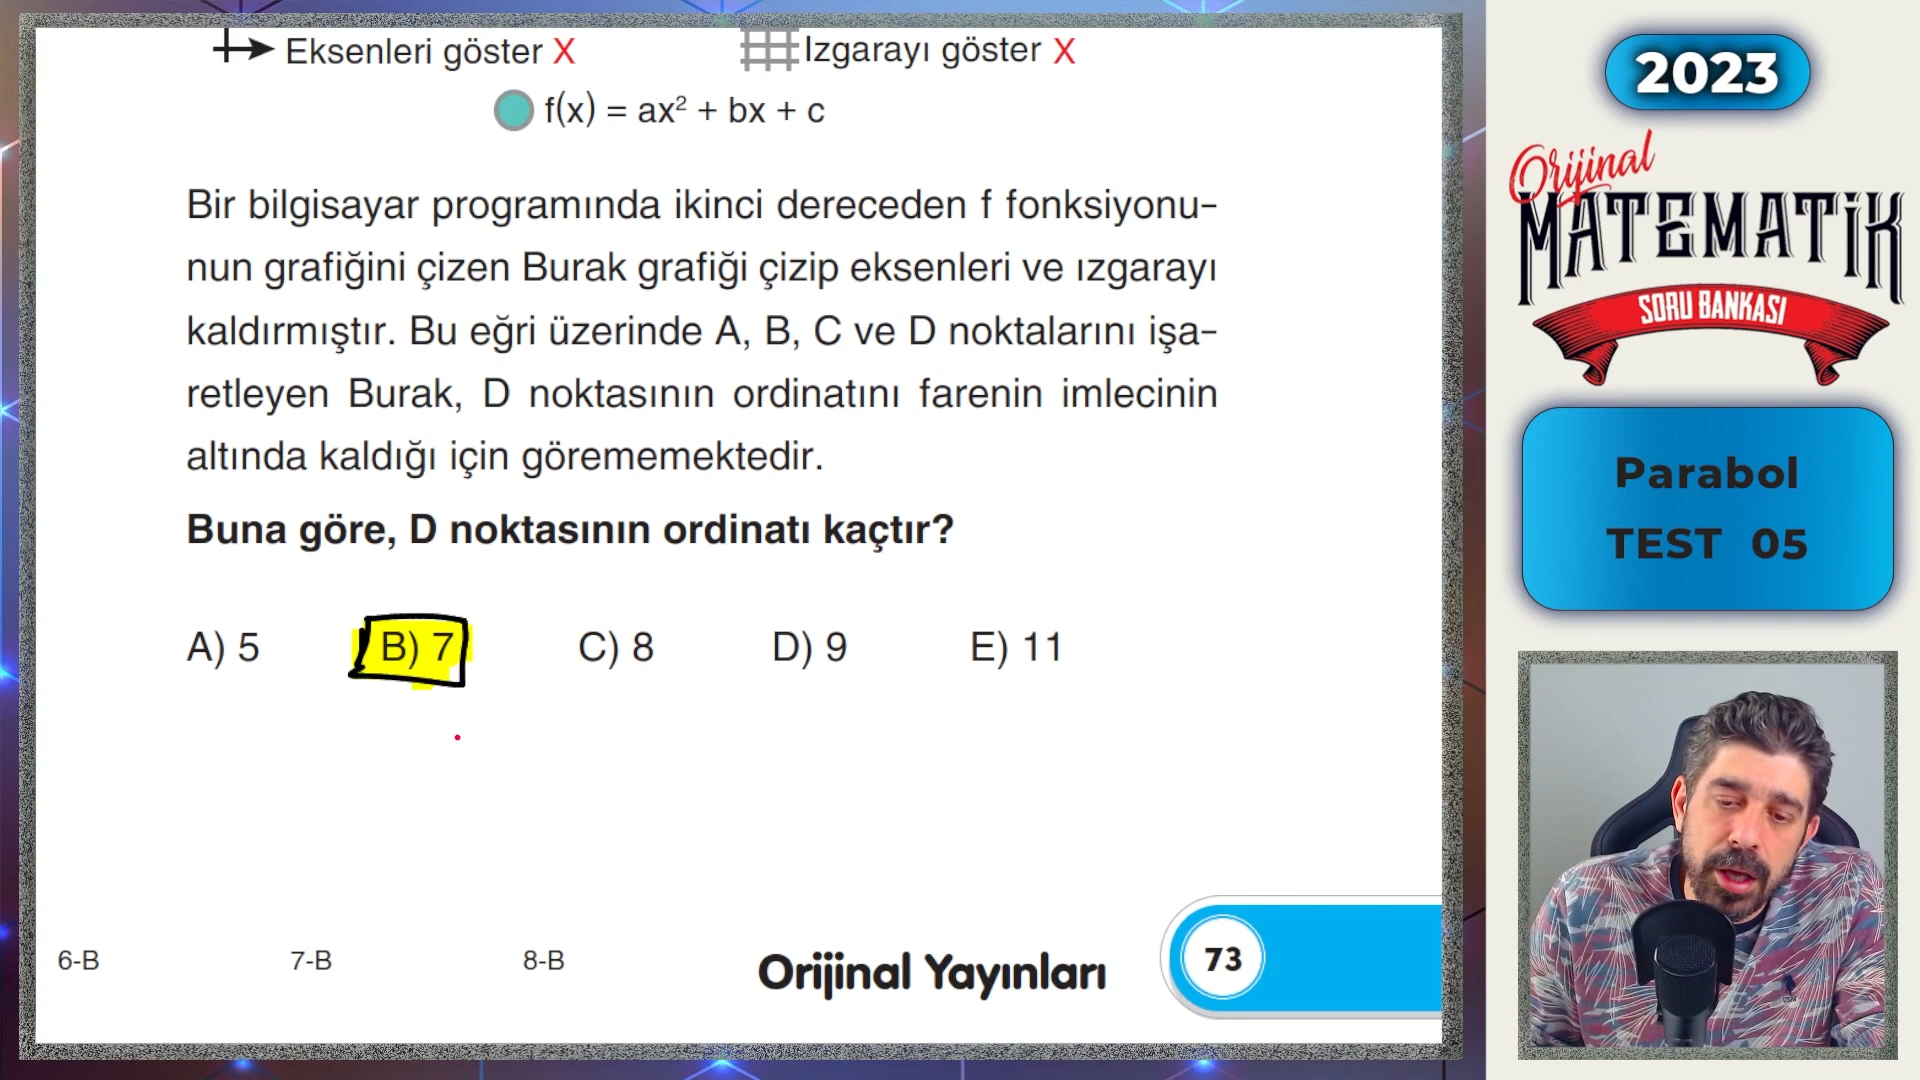 Eksenleri göster X
Izgarayı göster X
f(x) = ax² + bx + c
Bir bilgisayar programında ikinci dereceden f fonksiyonu-
nun grafiğini çizen Burak grafiği çizip eksenleri ve ızgarayı
kaldırmıştır. Bu eğri üzerinde A, B, C ve D noktalarını işa-
retleyen Burak, D noktasının ordinatını farenin imlecinin
altında kaldığı için görememektedir.
Buna göre, D noktasının ordinatı kaçtır?
A) 5 B) 7 C) 8 D) 9 E) 11
6-B 7-B 8-B
Orijinal Yayınları
73
2023
Orijinal
MATEMATİK
SORU BANKASI
Parabol
TEST 05